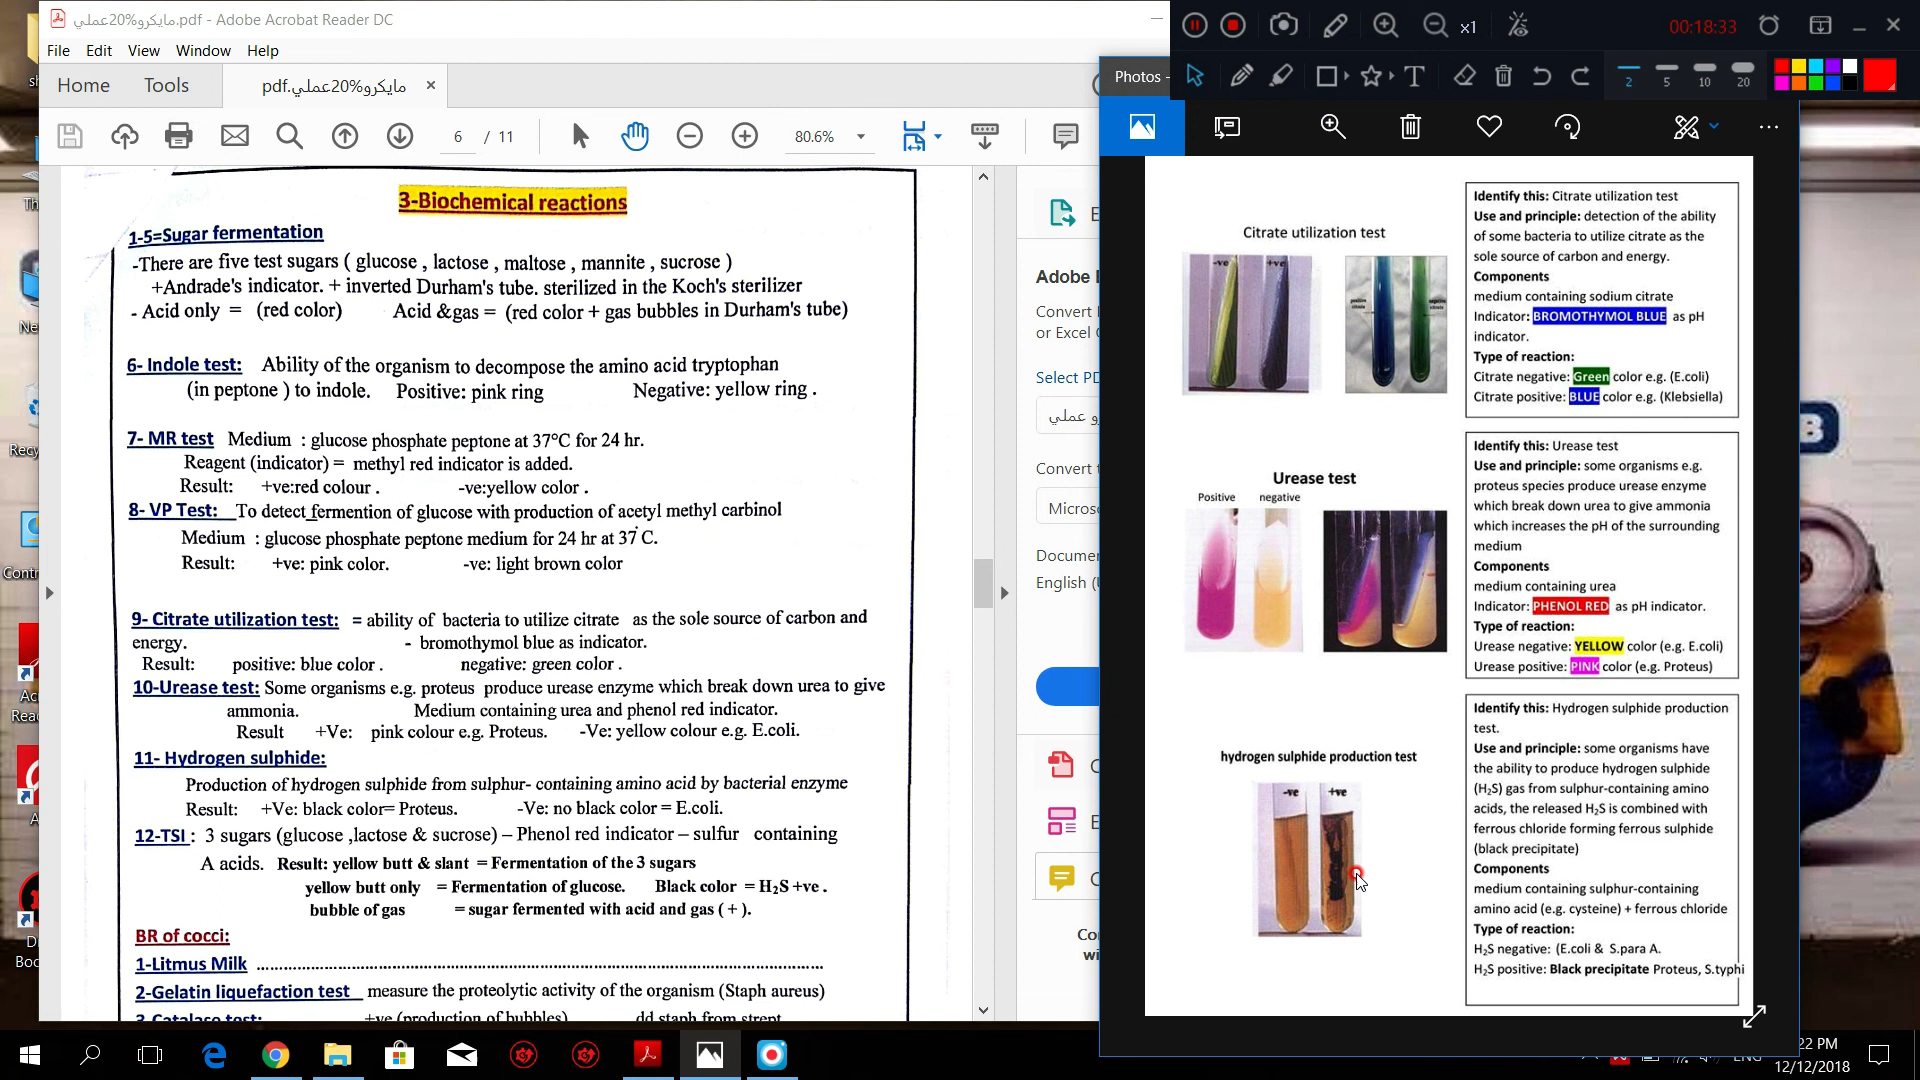 مايكرو%20عملي.pdf - Adobe Acrobat Reader DC
File Edit View Window Help
Home Tools مايكرو%20عملي.pdf ×
6 / 11 80.6%
3-Biochemical reactions
1-5=Sugar fermentation
-There are five test sugars ( glucose , lactose , maltose , mannite , sucrose )
+Andrade's indicator. + inverted Durham's tube. sterilized in the Koch's sterilizer
- Acid only = (red color) Acid &gas = (red color + gas bubbles in Durham's tube)
6- Indole test: Ability of the organism to decompose the amino acid tryptophan
(in peptone ) to indole. Positive: pink ring Negative: yellow ring .
7- MR test Medium : glucose phosphate peptone at 37°C for 24 hr.
Reagent (indicator) = methyl red indicator is added.
Result: +ve:red colour . -ve:yellow color .
8- VP Test: To detect fermention of glucose with production of acetyl methyl carbinol
Medium : glucose phosphate peptone medium for 24 hr at 37 C.
Result: +ve: pink color. -ve: light brown color
9- Citrate utilization test: = ability of bacteria to utilize citrate as the sole source of carbon and
energy. - bromothymol blue as indicator.
Result: positive: blue color . negative: green color .
10-Urease test: Some organisms e.g. proteus produce urease enzyme which break down urea to give
ammonia. Medium containing urea and phenol red indicator.
Result +Ve: pink colour e.g. Proteus. -Ve: yellow colour e.g. E.coli.
11- Hydrogen sulphide:
Production of hydrogen sulphide from sulphur- containing amino acid by bacterial enzyme
Result: +Ve: black color= Proteus. -Ve: no black color = E.coli.
12-TSI : 3 sugars (glucose ,lactose & sucrose) – Phenol red indicator – sulfur containing
A acids. Result: yellow butt & slant = Fermentation of the 3 sugars
yellow butt only = Fermentation of glucose. Black color = H₂S +ve .
bubble of gas = sugar fermented with acid and gas ( + ).
BR of cocci:
1-Litmus Milk ........................................
2-Gelatin liquefaction test measure the proteolytic activity of the organism (Staph aureus)
3-Catalase test: +ve (production of bubbles) dd staph from strept
Adobe
Convert
or Excel
Select
و عملي
Convert
Document
English
x1 00:18:33
2 5 10 20
Photos -
Citrate utilization test
-ve +ve
positive citrate negative citrate
Identify this: Citrate utilization test
Use and principle: detection of the ability
of some bacteria to utilize citrate as the
sole source of carbon and energy.
Components
medium containing sodium citrate
Indicator: BROMOTHYMOL BLUE as pH
indicator.
Type of reaction:
Citrate negative: Green color e.g. (E.coli)
Citrate positive: BLUE color e.g. (Klebsiella)
Urease test
Positive negative
Identify this: Urease test
Use and principle: some organisms e.g.
proteus species produce urease enzyme
which break down urea to give ammonia
which increases the pH of the surrounding
medium
Components
medium containing urea
Indicator: PHENOL RED as pH indicator.
Type of reaction:
Urease negative: YELLOW color (e.g. E.coli)
Urease positive: PINK color (e.g. Proteus)
hydrogen sulphide production test
-ve +ve
Identify this: Hydrogen sulphide production
test.
Use and principle: some organisms have
the ability to produce hydrogen sulphide
(H₂S) gas from sulphur-containing amino
acids, the released H₂S is combined with
ferrous chloride forming ferrous sulphide
(black precipitate)
Components
medium containing sulphur-containing
amino acid (e.g. cysteine) + ferrous chloride
Type of reaction:
H₂S negative: (E.coli & S.para A.
H₂S positive: Black precipitate Proteus, S.typhi
ENG
:22 PM
12/12/2018